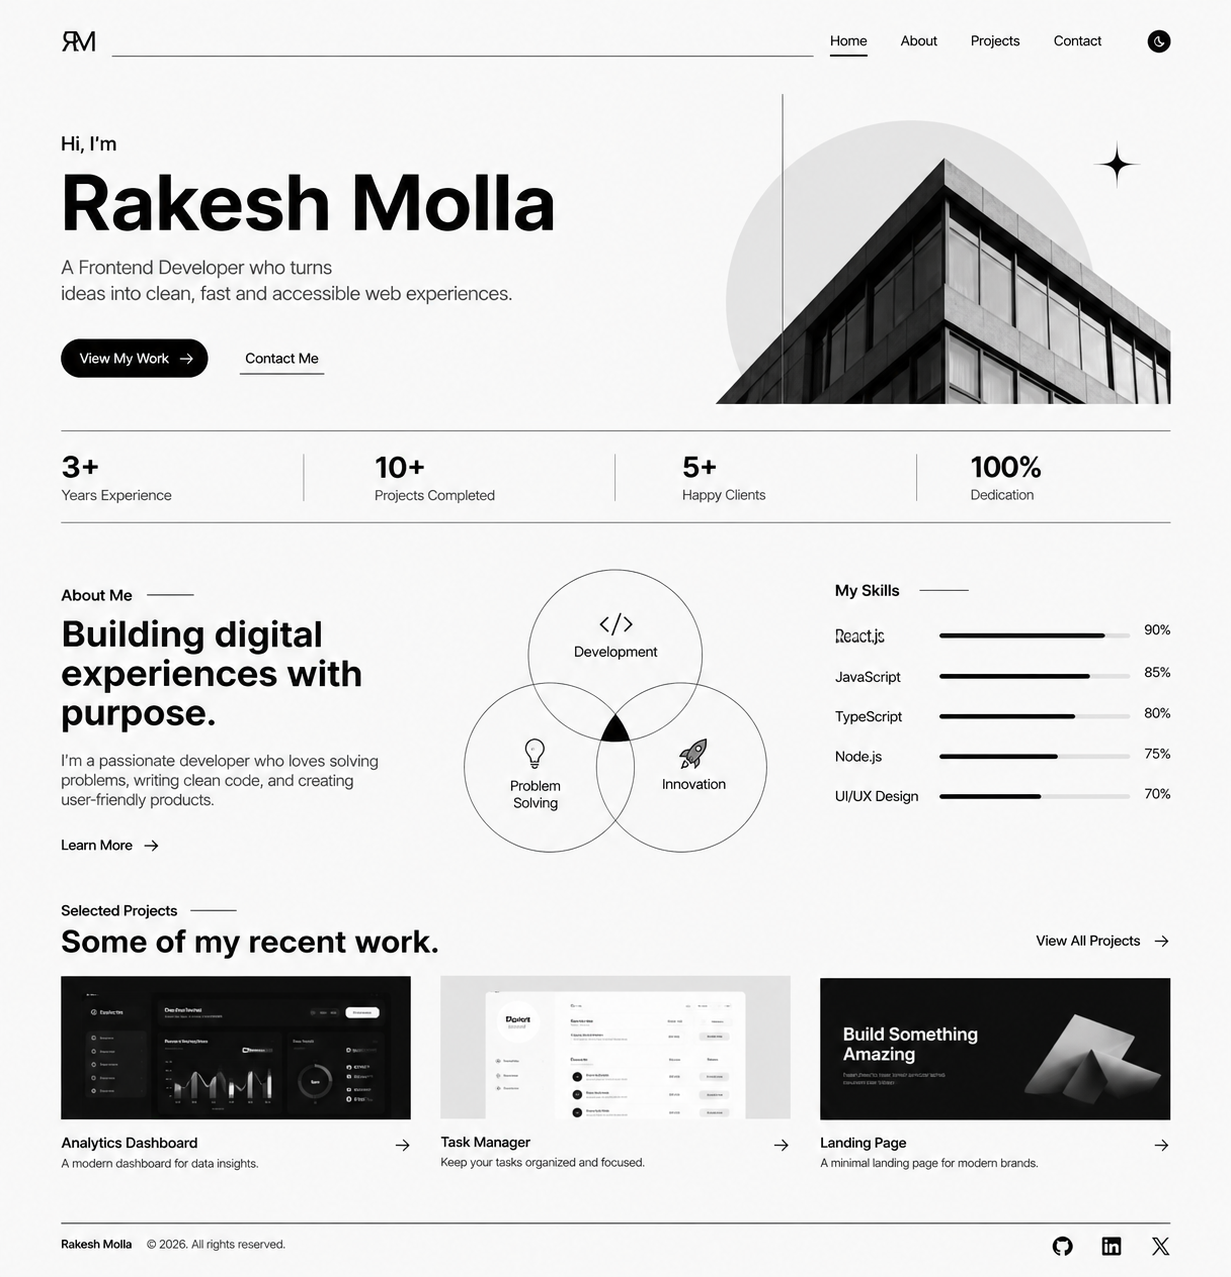 RM
Home
About
Projects
Contact
Hi, I'm
Rakesh Molla
A Frontend Developer who turns
ideas into clean, fast and accessible web experiences.
View My Work →
Contact Me
3+
Years Experience
10+
Projects Completed
5+
Happy Clients
100%
Dedication
About Me
Building digital
experiences with
purpose.
I'm a passionate developer who loves solving
problems, writing clean code, and creating
user-friendly products.
Learn More →
</>
Development
Problem
Solving
Innovation
My Skills
React.js 90%
JavaScript 85%
TypeScript 80%
Node.js 75%
UI/UX Design 70%
Selected Projects
Some of my recent work.
View All Projects →
Build Something
Amazing
Analytics Dashboard →
A modern dashboard for data insights.
Task Manager →
Keep your tasks organized and focused.
Landing Page →
A minimal landing page for modern brands.
Rakesh Molla © 2026. All rights reserved.
in
X